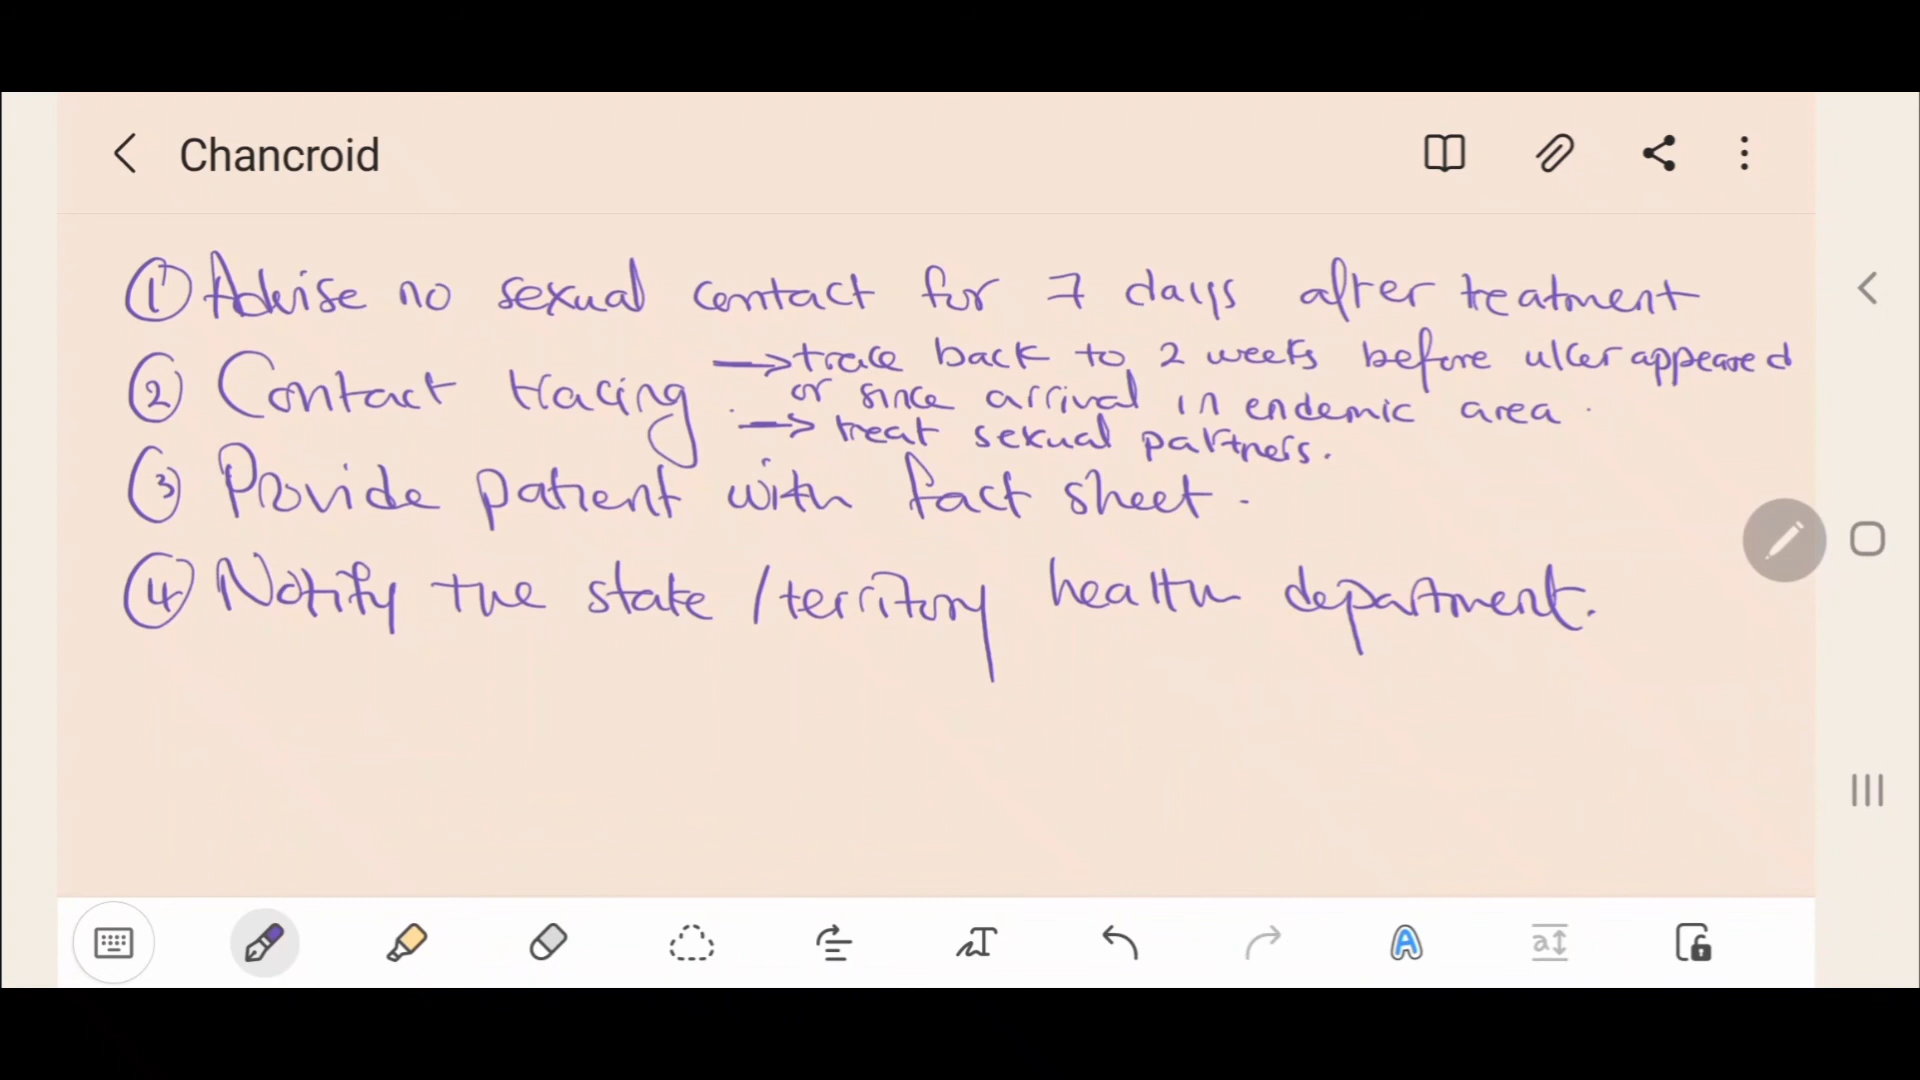 Chancroid
① Advise no sexual contact for 7 days after treatment
② Contact tracing → trace back to 2 weeks before ulcer appeared
or since arrival in endemic area.
→ treat sexual partners.
③ Provide patient with fact sheet.
④ Notify the state/territory health department.